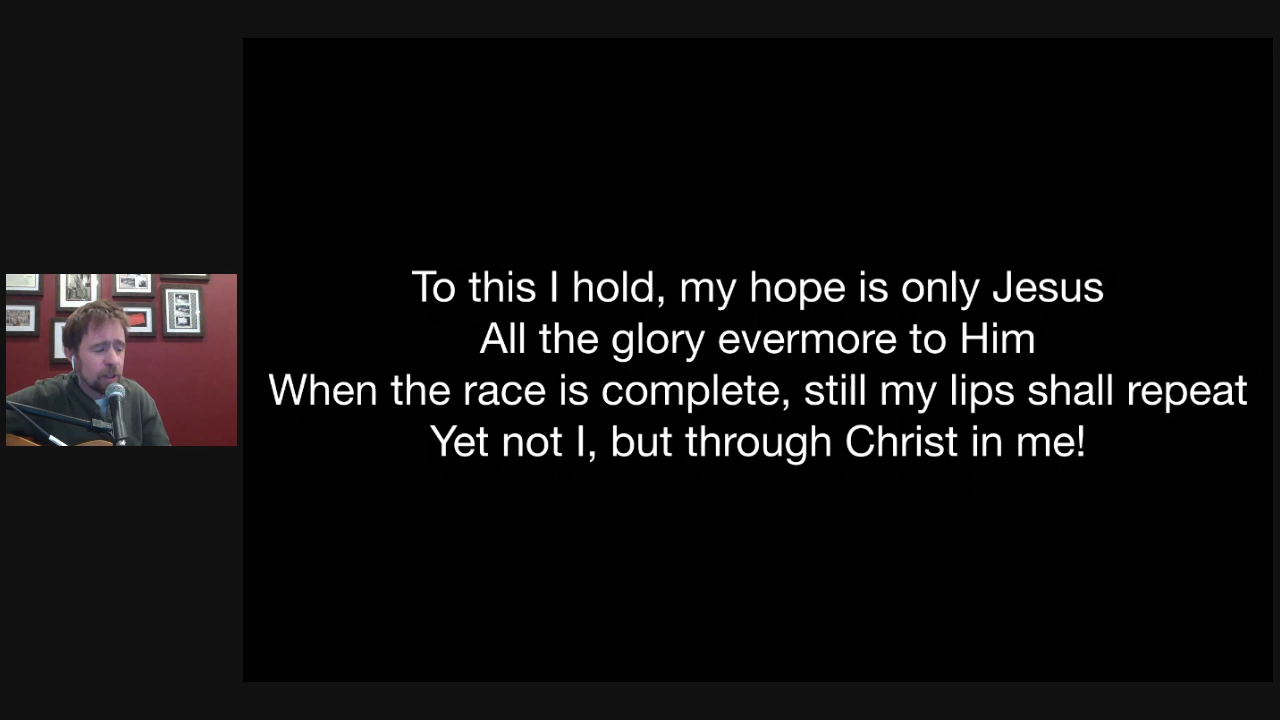 To this I hold, my hope is only Jesus
All the glory evermore to Him
When the race is complete, still my lips shall repeat
Yet not I, but through Christ in me!